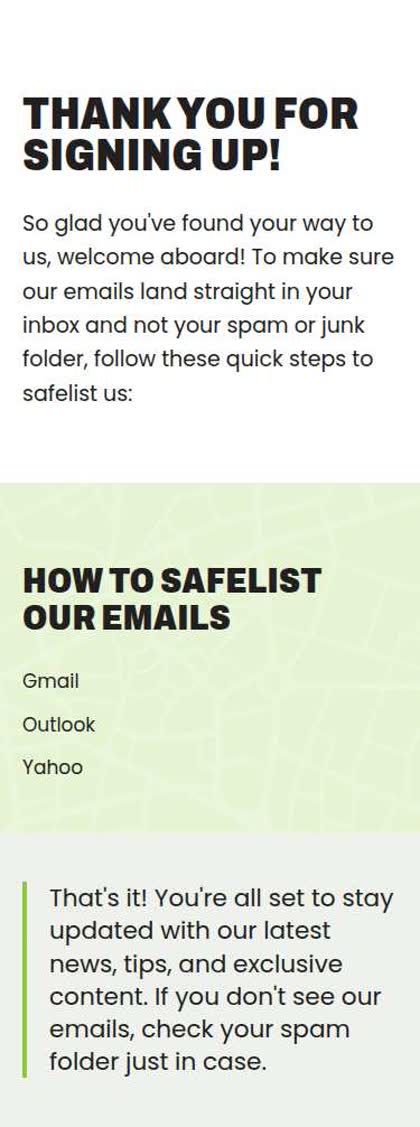 THANK YOU FOR
SIGNING UP!
So glad you've found your way to
us, welcome aboard! To make sure
our emails land straight in your
inbox and not your spam or junk
folder, follow these quick steps to
safelist us:
HOW TO SAFELIST
OUR EMAILS
Gmail
Outlook
Yahoo
That's it! You're all set to stay
updated with our latest
news, tips, and exclusive
content. If you don't see our
emails, check your spam
folder just in case.